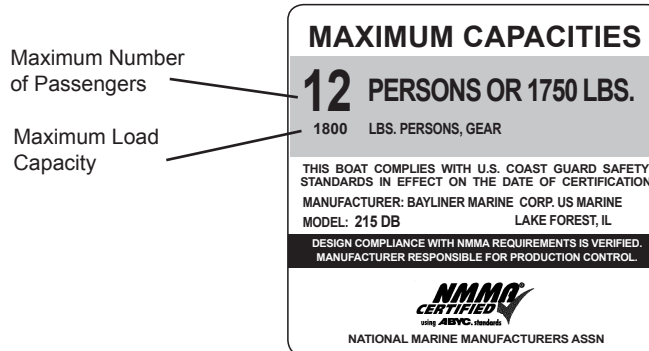 Maximum Number
of Passengers
Maximum Load
Capacity
MAXIMUM CAPACITIES
12 PERSONS OR 1750 LBS.
1800 LBS. PERSONS, GEAR
THIS BOAT COMPLIES WITH U.S. COAST GUARD SAFETY
STANDARDS IN EFFECT ON THE DATE OF CERTIFICATION
MANUFACTURER: BAYLINER MARINE CORP. US MARINE
MODEL: 215 DB LAKE FOREST, IL
DESIGN COMPLIANCE WITH NMMA REQUIREMENTS IS VERIFIED.
MANUFACTURER RESPONSIBLE FOR PRODUCTION CONTROL.
NMMA
CERTIFIED
using ABYC. standards
NATIONAL MARINE MANUFACTURERS ASSN